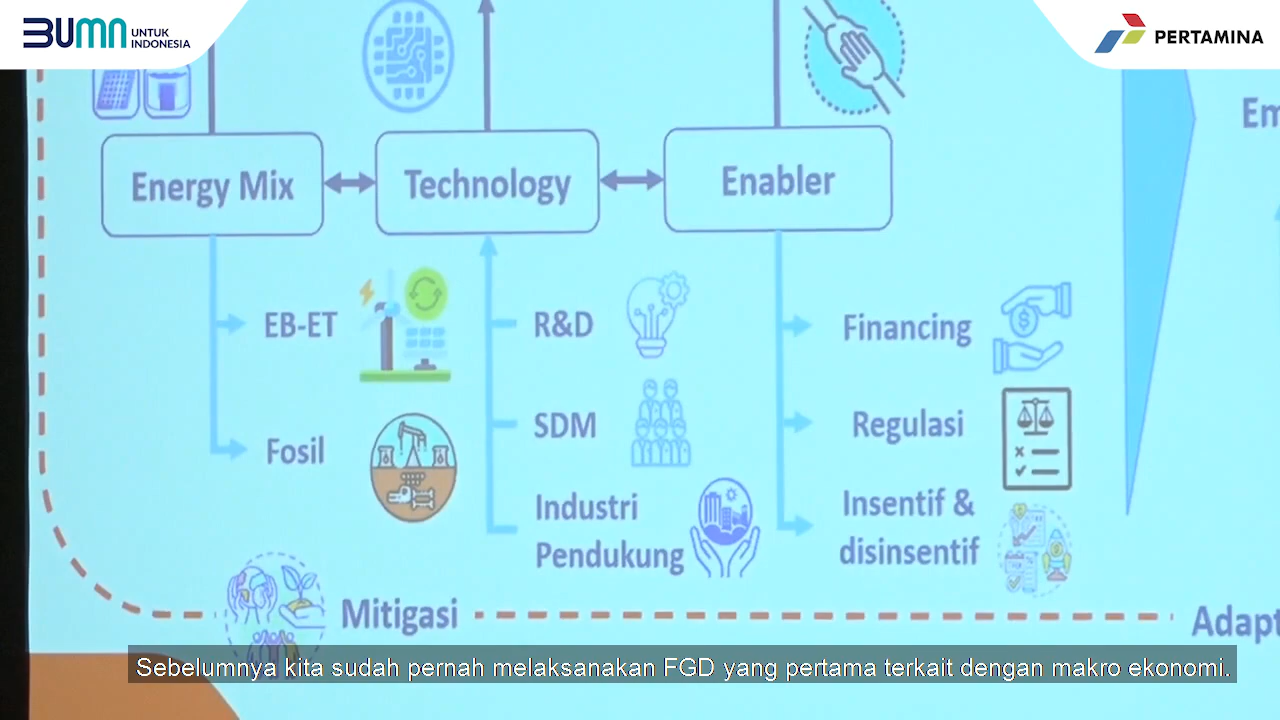 BUMN
UNTUK
INDONESIA
PERTAMINA
Energy Mix
Technology
Enabler
EB-ET
Fosil
R&D
SDM
Industri
Pendukung
Financing
Regulasi
Insentif &
disinsentif
Mitigasi
Sebelumnya kita sudah pernah melaksanakan FGD yang pertama terkait dengan makro ekonomi.